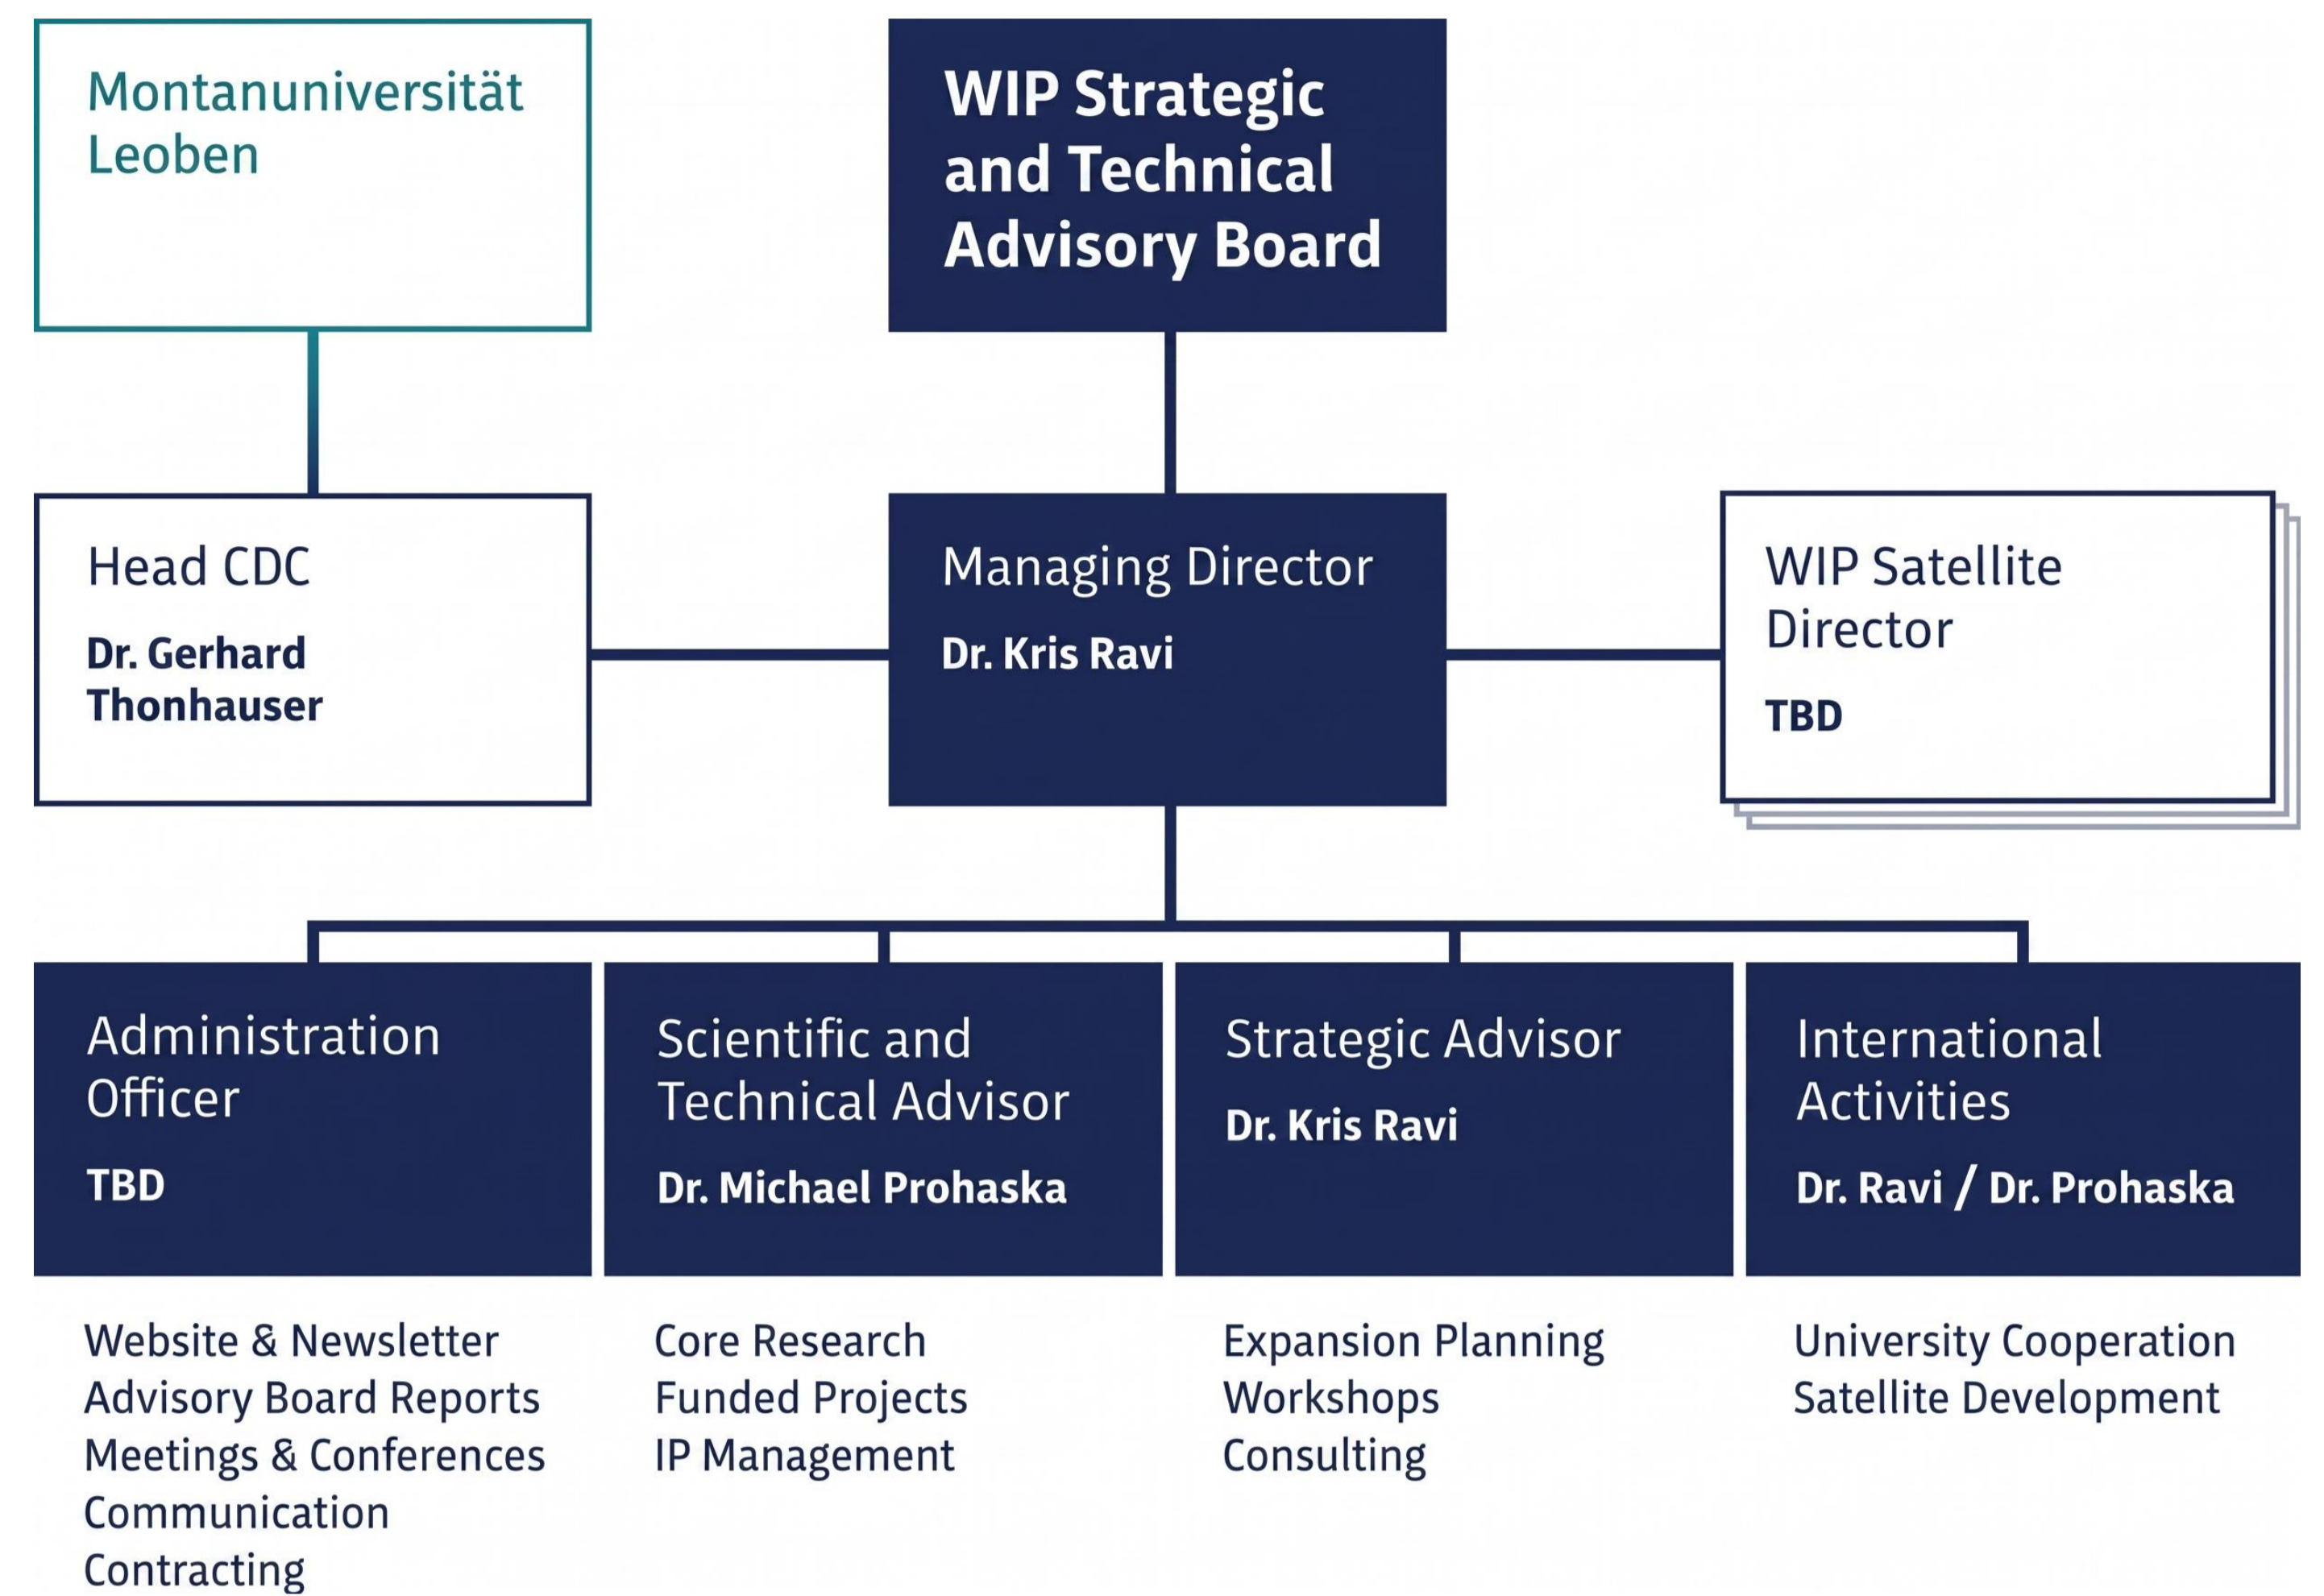 Montanuniversität
Leoben
WIP Strategic
and Technical
Advisory Board
Head CDC
Dr. Gerhard
Thonhauser
Managing Director
Dr. Kris Ravi
WIP Satellite
Director
TBD
Administration
Officer
TBD
Scientific and
Technical Advisor
Dr. Michael Prohaska
Strategic Advisor
Dr. Kris Ravi
International
Activities
Dr. Ravi / Dr. Prohaska
Website & Newsletter
Advisory Board Reports
Meetings & Conferences
Communication
Contracting
Core Research
Funded Projects
IP Management
Expansion Planning
Workshops
Consulting
University Cooperation
Satellite Development